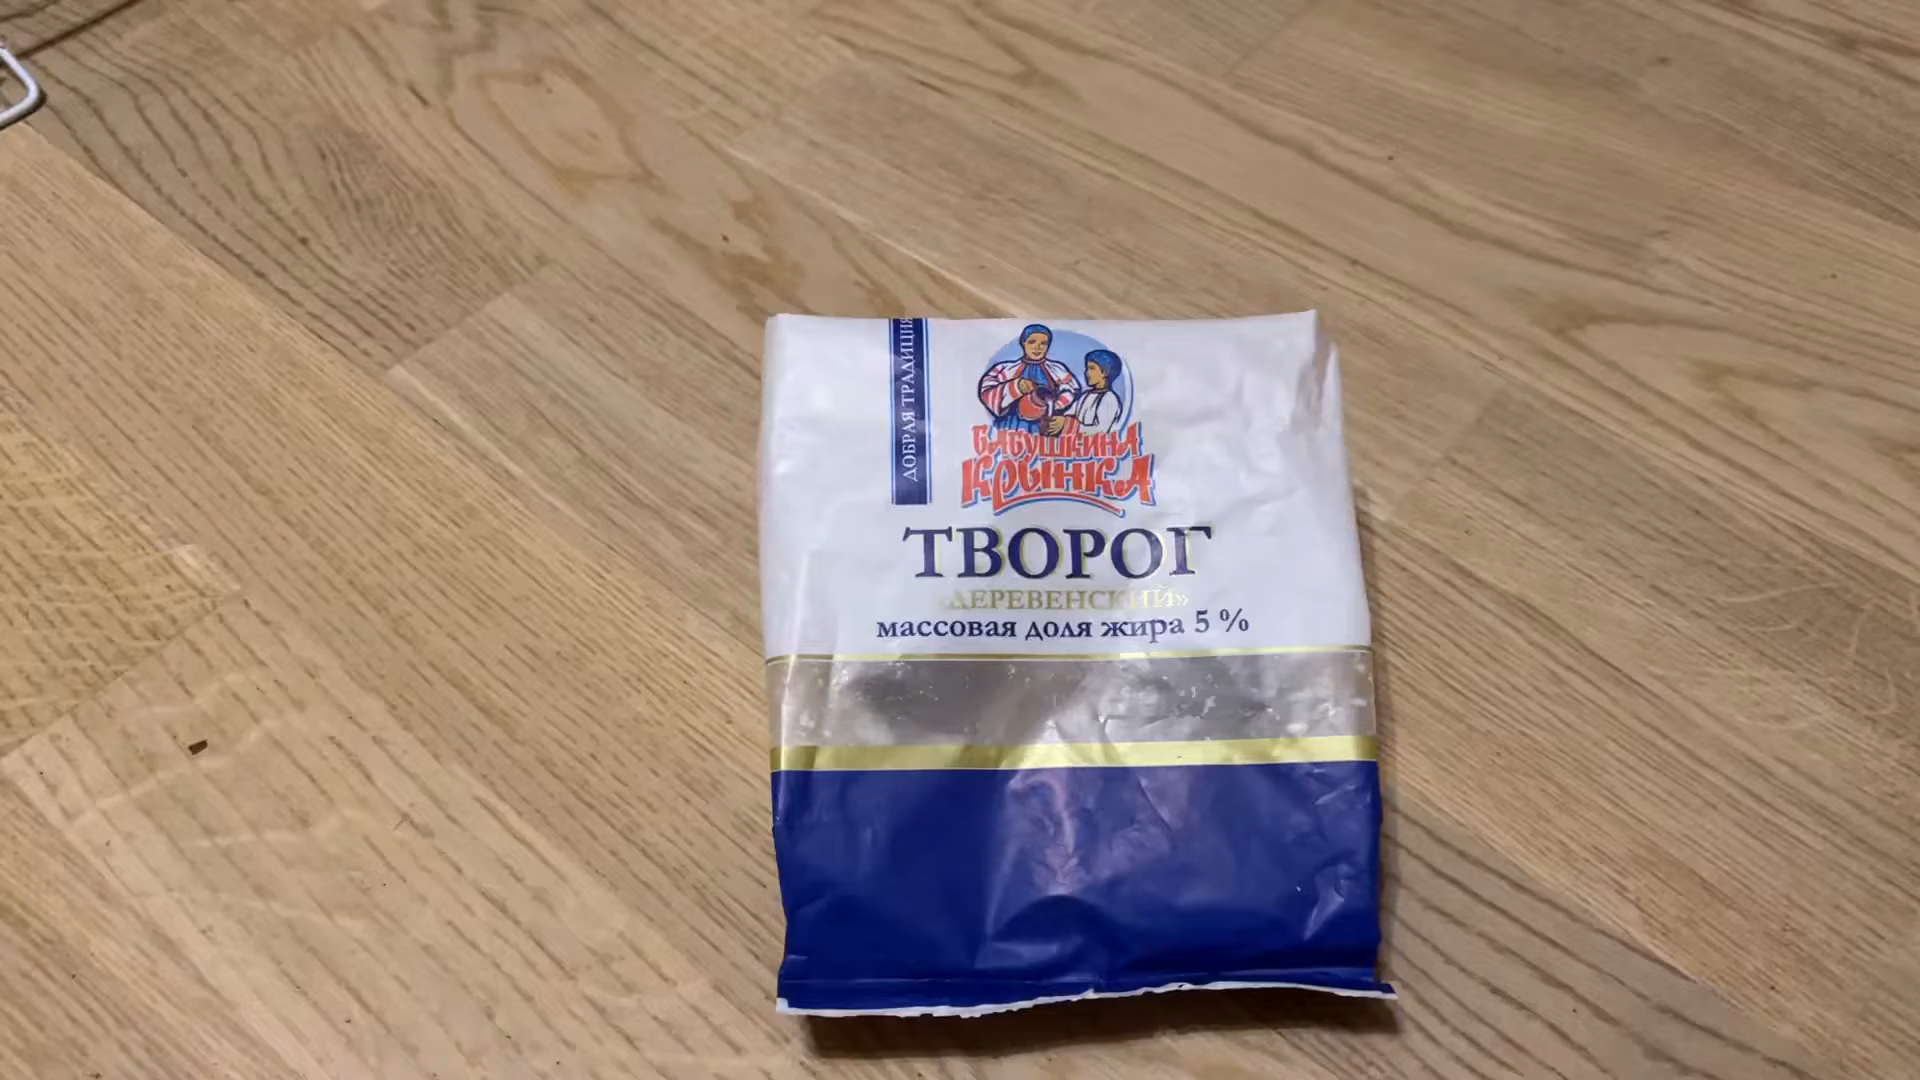 ДОБРАЯ ТРАДИЦИЯ
БАБУШКИНА
КРЫНКА
ТВОРОГ
«ДЕРЕВЕНСКИЙ»
массовая доля жира 5 %